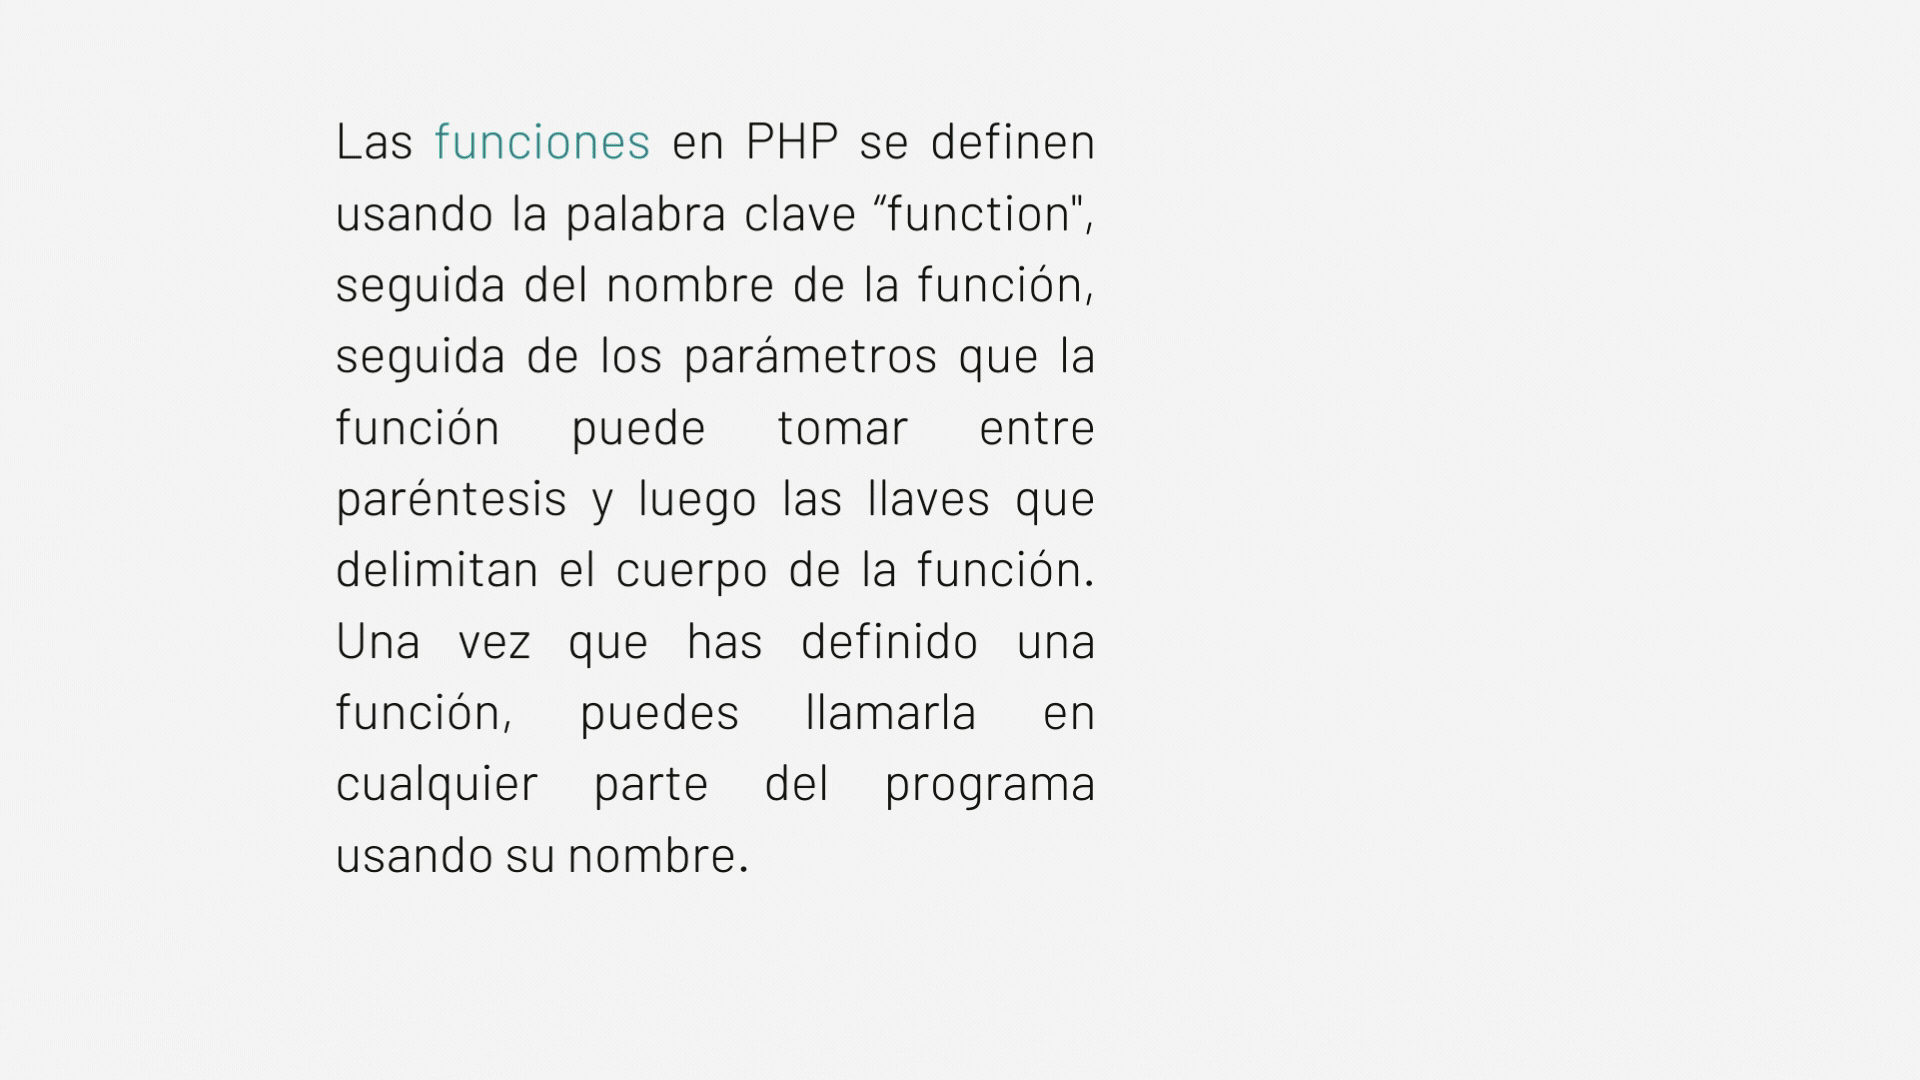 Las funciones en PHP se definen
usando la palabra clave “function",
seguida del nombre de la función,
seguida de los parámetros que la
función puede tomar entre
paréntesis y luego las llaves que
delimitan el cuerpo de la función.
Una vez que has definido una
función, puedes llamarla en
cualquier parte del programa
usando su nombre.